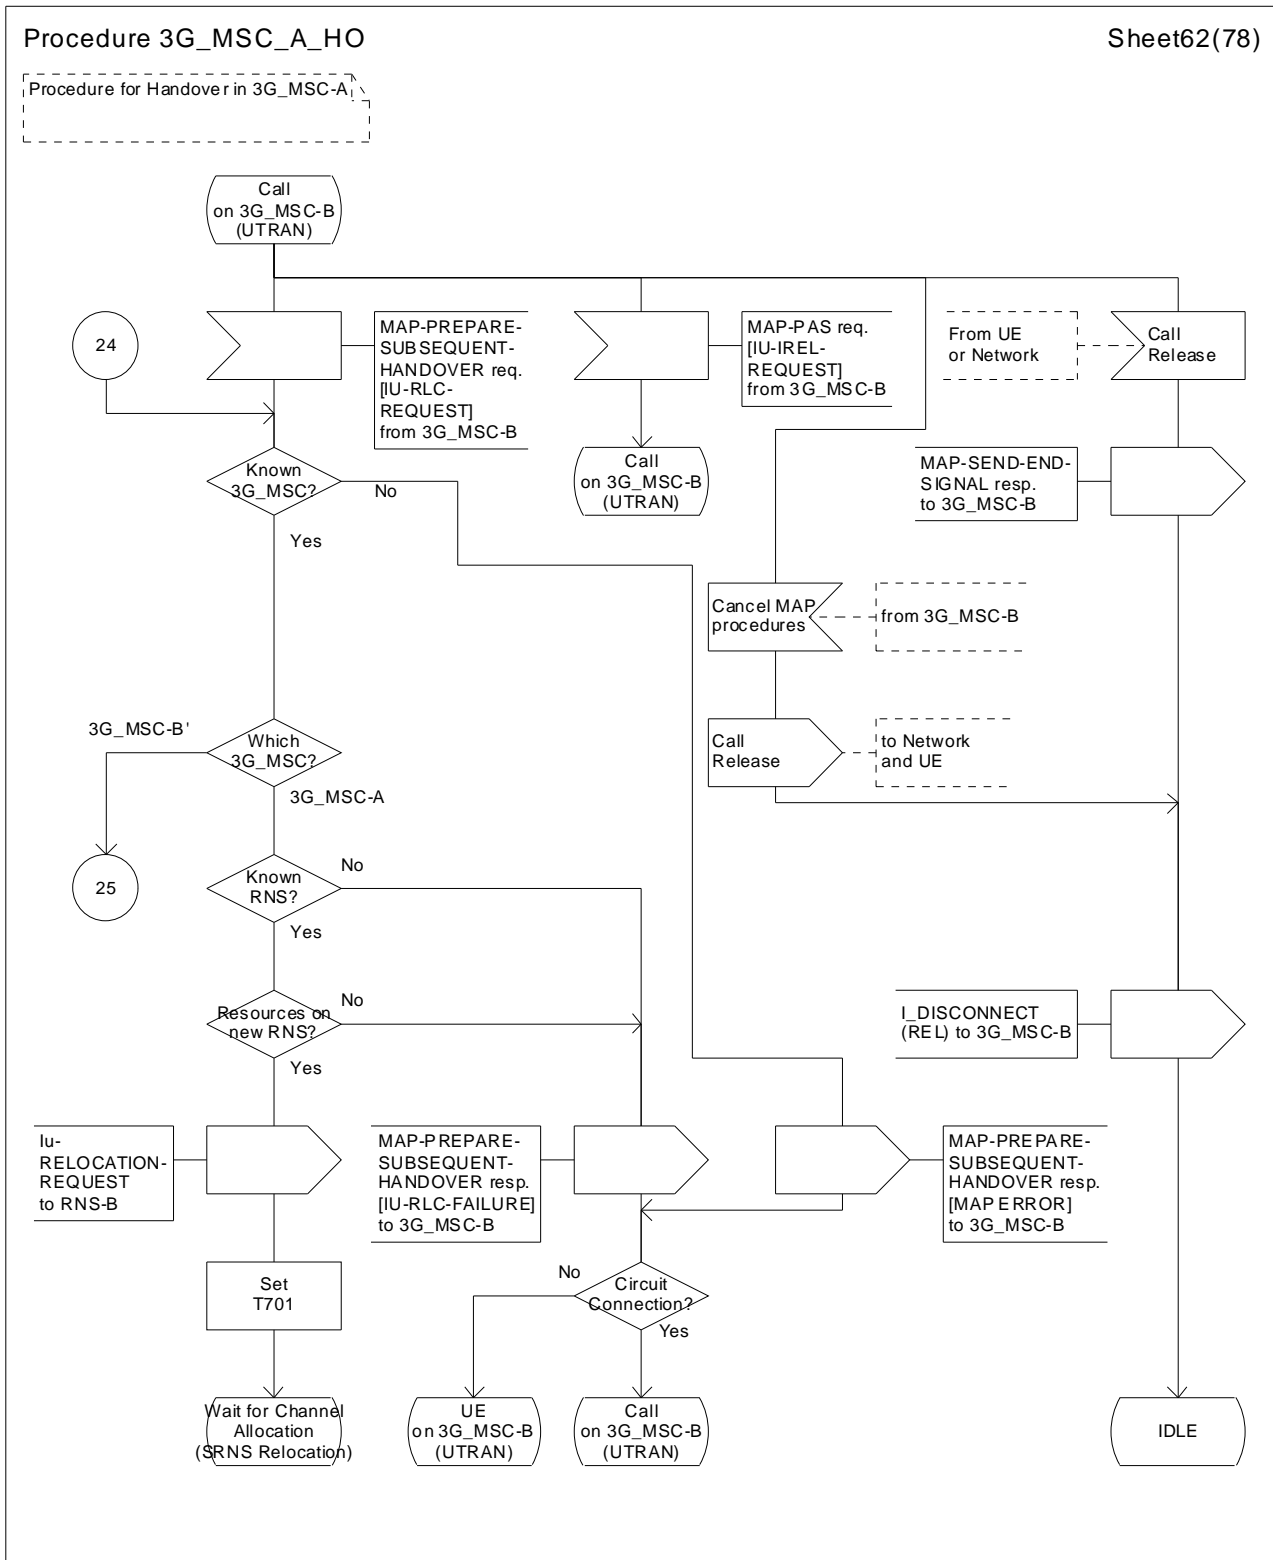 Procedure 3G_MSC_A_HO
Sheet62(78)
Procedure for Handover in 3G_MSC-A
Call
on 3G_MSC-B
(UTRAN)
24
MAP-PREPARE-
SUBSEQUENT-
HANDOVER req.
[IU-RLC-
REQUEST]
from 3G_MSC-B
MAP-PAS req.
[IU-IREL-
REQUEST]
from 3G_MSC-B
From UE
or Network
Call
Release
Known
3G_MSC?
No
Yes
Call
on 3G_MSC-B
(UTRAN)
MAP-SEND-END-
SIGNAL resp.
to 3G_MSC-B
Cancel MAP
procedures
from 3G_MSC-B
3G_MSC-B'
Which
3G_MSC?
3G_MSC-A
Call
Release
to Network
and UE
25
Known
RNS?
No
Yes
Resources on
new RNS?
No
Yes
I_DISCONNECT
(REL) to 3G_MSC-B
Iu-
RELOCATION-
REQUEST
to RNS-B
MAP-PREPARE-
SUBSEQUENT-
HANDOVER resp.
[IU-RLC-FAILURE]
to 3G_MSC-B
MAP-PREPARE-
SUBSEQUENT-
HANDOVER resp.
[MAP ERROR]
to 3G_MSC-B
Set
T701
No
Circuit
Connection?
Yes
Wait for Channel
Allocation
(SRNS Relocation)
UE
on 3G_MSC-B
(UTRAN)
Call
on 3G_MSC-B
(UTRAN)
IDLE